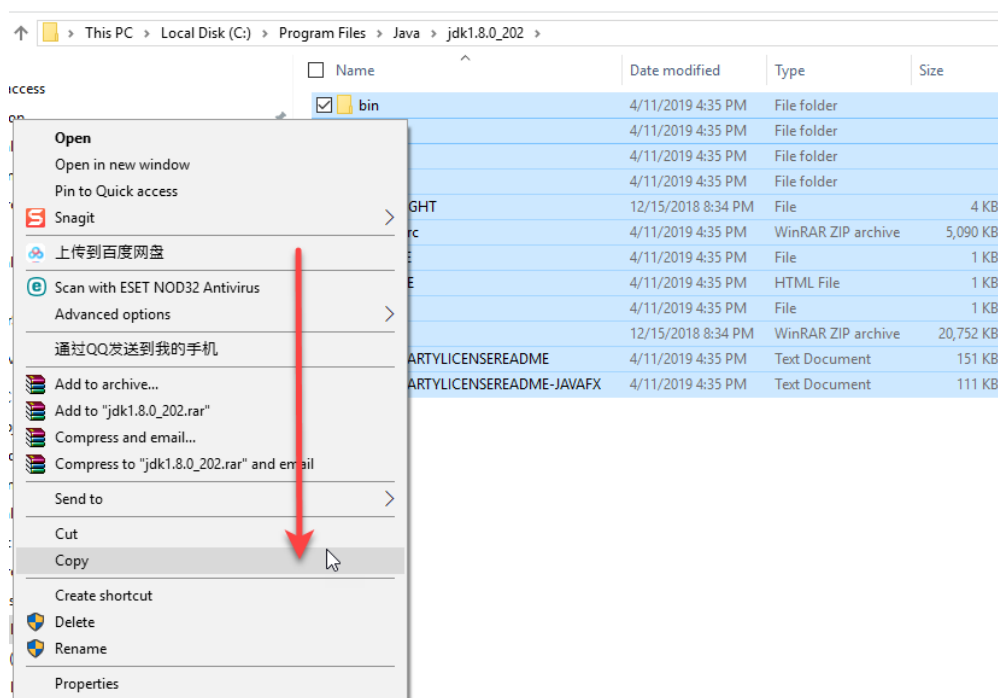 This PC > Local Disk (C:) > Program Files > Java > jdk1.8.0_202 >
Name Date modified Type Size
bin 4/11/2019 4:35 PM File folder
4/11/2019 4:35 PM File folder
4/11/2019 4:35 PM File folder
4/11/2019 4:35 PM File folder
GHT 12/15/2018 8:34 PM File 4 KB
rc 4/11/2019 4:35 PM WinRAR ZIP archive 5,090 KB
E 4/11/2019 4:35 PM File 1 KB
E 4/11/2019 4:35 PM HTML File 1 KB
4/11/2019 4:35 PM File 1 KB
12/15/2018 8:34 PM WinRAR ZIP archive 20,752 KB
ARTYLICENSEREADME 4/11/2019 4:35 PM Text Document 151 KB
ARTYLICENSEREADME-JAVAFX 4/11/2019 4:35 PM Text Document 111 KB
ccess
Open
Open in new window
Pin to Quick access
Snagit
上传到百度网盘
Scan with ESET NOD32 Antivirus
Advanced options
通过QQ发送到我的手机
Add to archive...
Add to "jdk1.8.0_202.rar"
Compress and email...
Compress to "jdk1.8.0_202.rar" and email
Send to
Cut
Copy
Create shortcut
Delete
Rename
Properties